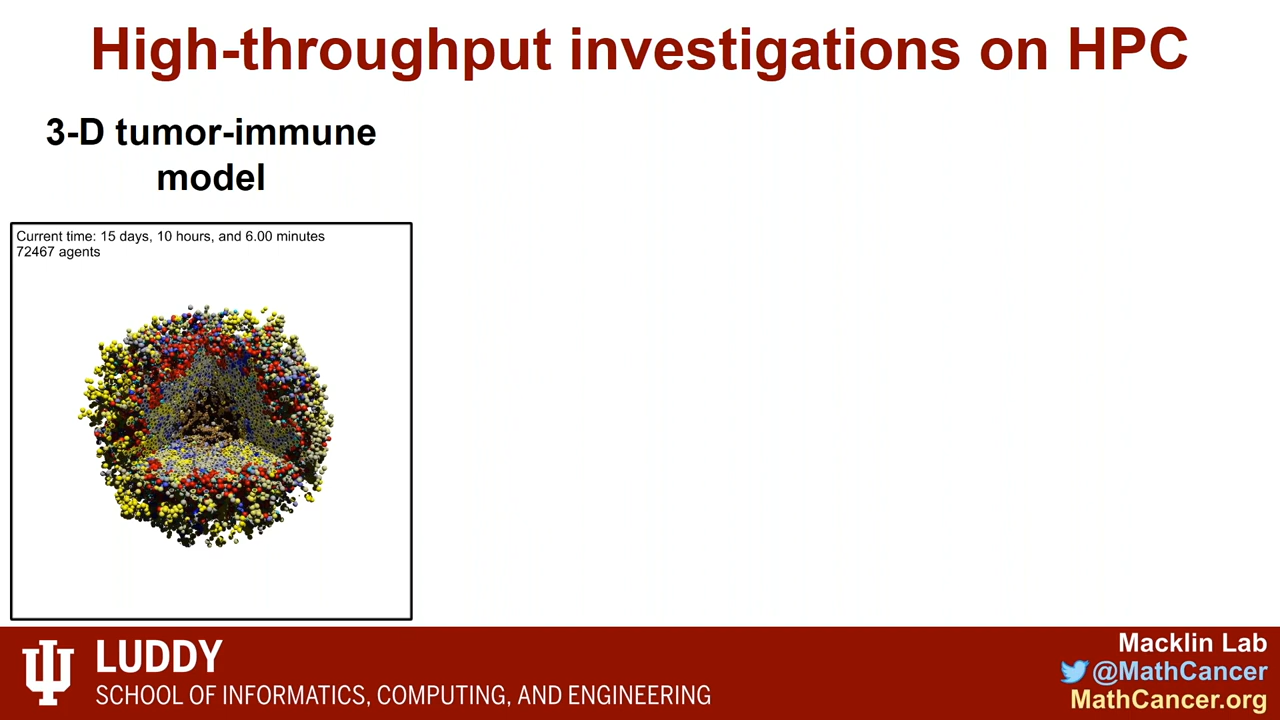 High-throughput investigations on HPC
3-D tumor-immune
model
Current time: 15 days, 10 hours, and 6.00 minutes
72467 agents
LUDDY
SCHOOL OF INFORMATICS, COMPUTING, AND ENGINEERING
Macklin Lab
@MathCancer
MathCancer.org